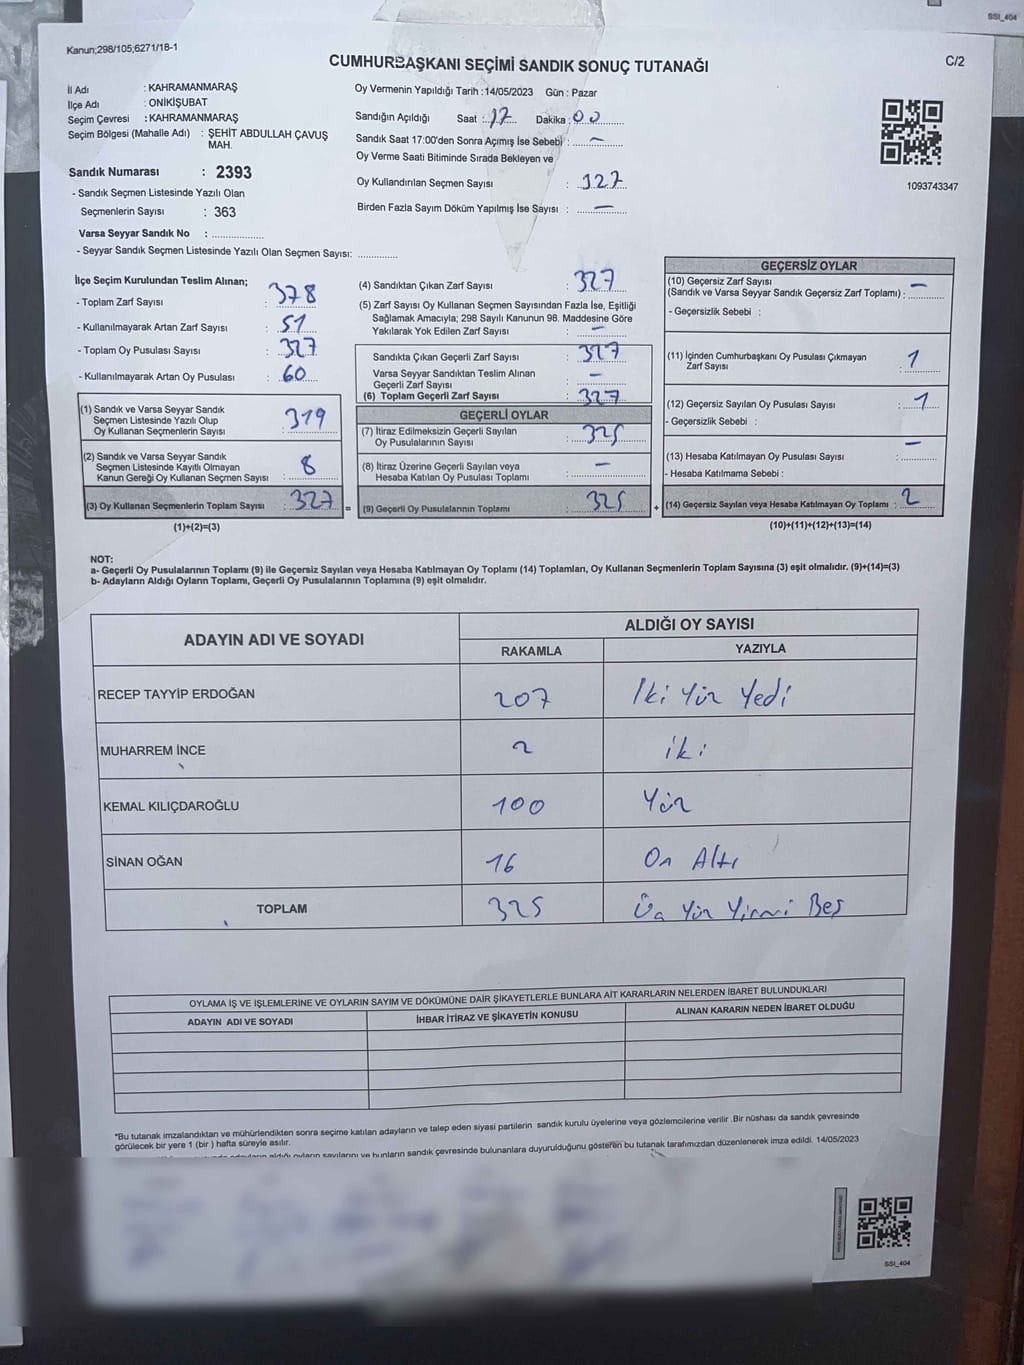 SSI_404
Kanun;298/105;6271/18-1
C/2
CUMHURBAŞKANI SEÇİMİ SANDIK SONUÇ TUTANAĞI
İl Adı : KAHRAMANMARAŞ
İlçe Adı : ONİKİŞUBAT
Seçim Çevresi : KAHRAMANMARAŞ
Seçim Bölgesi (Mahalle Adı) : ŞEHİT ABDULLAH ÇAVUŞ
MAH.
Sandık Numarası : 2393
- Sandık Seçmen Listesinde Yazılı Olan
Seçmenlerin Sayısı : 363
Varsa Seyyar Sandık No : ..............
- Seyyar Sandık Seçmen Listesinde Yazılı Olan Seçmen Sayısı: ............
Oy Vermenin Yapıldığı Tarih : 14/05/2023 Gün : Pazar
Sandığın Açıldığı Saat : 17 Dakika : 00
Sandık Saat 17:00'den Sonra Açımış İse Sebebi : —
Oy Verme Saati Bitiminde Sırada Bekleyen ve
Oy Kullandırılan Seçmen Sayısı : 327
Birden Fazla Sayım Döküm Yapılmış İse Sayısı : —
1093743347
İlçe Seçim Kurulundan Teslim Alınan;
- Toplam Zarf Sayısı : 378
- Kullanılmayarak Artan Zarf Sayısı : 51
- Toplam Oy Pusulası Sayısı : 327
- Kullanılmayarak Artan Oy Pusulası : 60
(1) Sandık ve Varsa Seyyar Sandık
Seçmen Listesinde Yazılı Olup
Oy Kullanan Seçmenlerin Sayısı : 319
(2) Sandık ve Varsa Seyyar Sandık
Seçmen Listesinde Kayıtlı Olmayan
Kanun Gereği Oy Kullanan Seçmen Sayısı : 8
(3) Oy Kullanan Seçmenlerin Toplam Sayısı : 327 =
(1)+(2)=(3)
(4) Sandıktan Çıkan Zarf Sayısı : 327
(5) Zarf Sayısı Oy Kullanan Seçmen Sayısından Fazla İse, Eşitliği
Sağlamak Amacıyla; 298 Sayılı Kanunun 98. Maddesine Göre
Yakılarak Yok Edilen Zarf Sayısı : —
Sandıkta Çıkan Geçerli Zarf Sayısı : 327
Varsa Seyyar Sandıktan Teslim Alınan
Geçerli Zarf Sayısı : —
(6) Toplam Geçerli Zarf Sayısı : 327
GEÇERLİ OYLAR
(7) İtiraz Edilmeksizin Geçerli Sayılan
Oy Pusulalarının Sayısı : 325
(8) İtiraz Üzerine Geçerli Sayılan veya
Hesaba Katılan Oy Pusulası Toplamı : —
(9) Geçerli Oy Pusulalarının Toplamı : 325 +
GEÇERSİZ OYLAR
(10) Geçersiz Zarf Sayısı
(Sandık ve Varsa Seyyar Sandık Geçersiz Zarf Toplamı) : —
- Geçersizlik Sebebi :
(11) İçinden Cumhurbaşkanı Oy Pusulası Çıkmayan
Zarf Sayısı : 1
(12) Geçersiz Sayılan Oy Pusulası Sayısı : 1
- Geçersizlik Sebebi :
(13) Hesaba Katılmayan Oy Pusulası Sayısı : —
- Hesaba Katılmama Sebebi :
(14) Geçersiz Sayılan veya Hesaba Katılmayan Oy Toplamı : 2
(10)+(11)+(12)+(13)=(14)
NOT:
a- Geçerli Oy Pusulalarının Toplamı (9) ile Geçersiz Sayılan veya Hesaba Katılmayan Oy Toplamı (14) Toplamları, Oy Kullanan Seçmenlerin Toplam Sayısına (3) eşit olmalıdır. (9)+(14)=(3)
b- Adayların Aldığı Oyların Toplamı, Geçerli Oy Pusulalarının Toplamına (9) eşit olmalıdır.
ADAYIN ADI VE SOYADI ALDIĞI OY SAYISI
RAKAMLA YAZIYLA
RECEP TAYYİP ERDOĞAN 207 İki Yüz Yedi
MUHARREM İNCE 2 iki
KEMAL KILIÇDAROĞLU 100 Yüz
SİNAN OĞAN 16 On Altı
TOPLAM 325 Üç Yüz Yirmi Beş
OYLAMA İŞ VE İŞLEMLERİNE VE OYLARIN SAYIM VE DÖKÜMÜNE DAİR ŞİKAYETLERLE BUNLARA AİT KARARLARIN NELERDEN İBARET BULUNDUKLARI
ADAYIN ADI VE SOYADI İHBAR İTİRAZ VE ŞİKAYETİN KONUSU ALINAN KARARIN NEDEN İBARET OLDUĞU
*Bu tutanak imzalandıktan ve mühürlendikten sonra seçime katılan adayların ve talep eden siyasi partilerin sandık kurulu üyelerine veya gözlemcilerine verilir .Bir nüshası da sandık çevresinde
görülecek bir yere 1 (bir ) hafta süreyle asılır.
aldığı oyların sayılarını ve bunların sandık çevresinde bulunanlara duyurulduğunu gösteren bu tutanak tarafımızdan düzenlenerek imza edildi. 14/05/2023
SSI_404